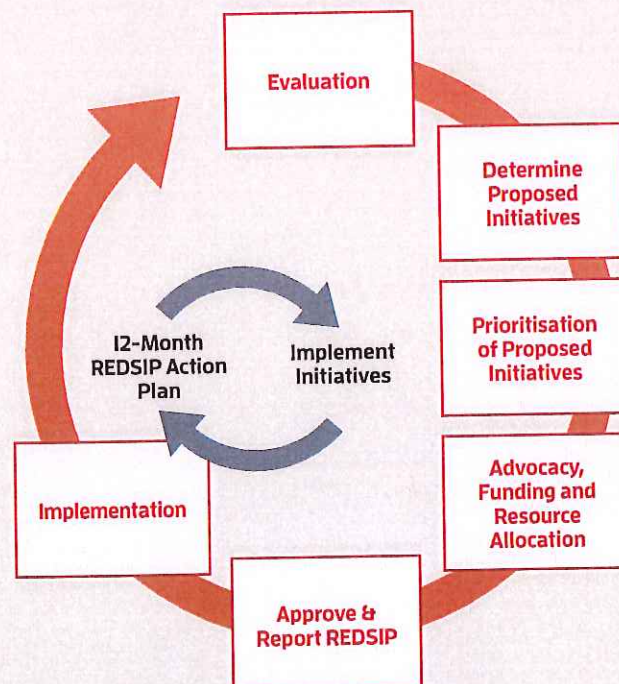 Evaluation
Determine
Proposed
Initiatives
Prioritisation
of Proposed
Initiatives
Advocacy,
Funding and
Resource
Allocation
Approve &
Report REDSIP
Implementation
12-Month
REDSIP Action
Plan
Implement
Initiatives